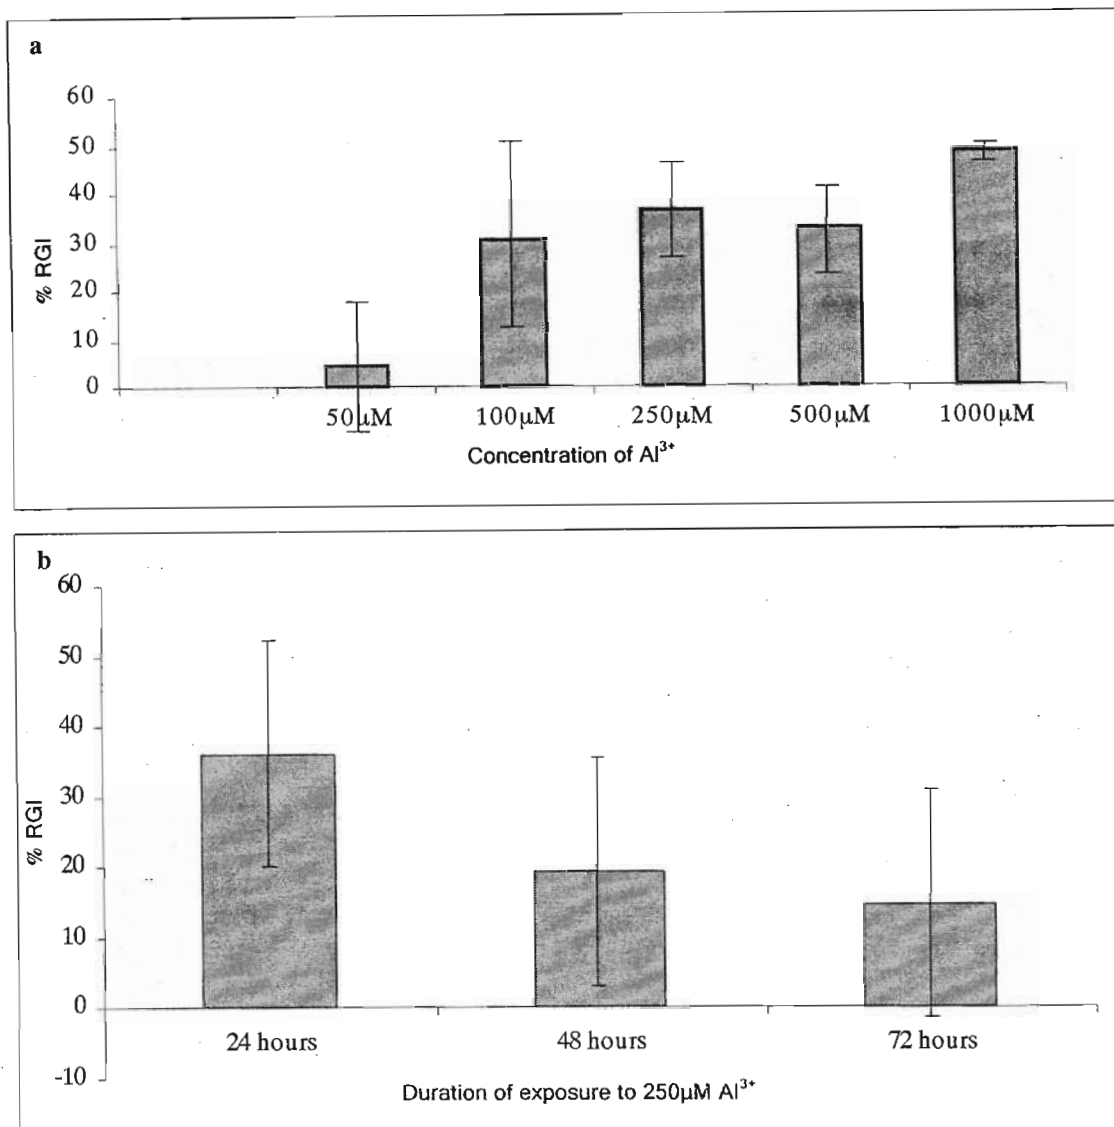 a
60
50
40
30
20
10
0
% RGI
50µM 100µM 250µM 500µM 1000µM
Concentration of Al³⁺
b
60
50
40
30
20
10
0
-10
% RGI
24 hours 48 hours 72 hours
Duration of exposure to 250µM Al³⁺